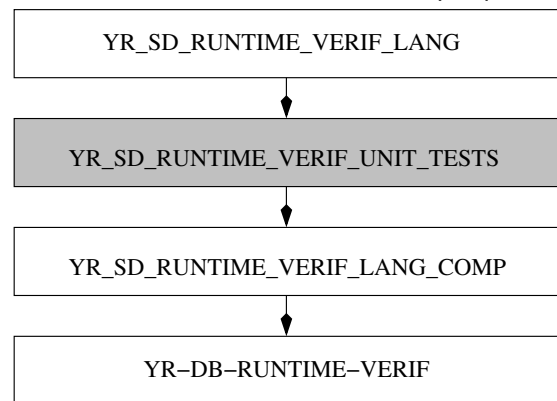 YR_SD_RUNTIME_VERIF_LANG
YR_SD_RUNTIME_VERIF_UNIT_TESTS
YR_SD_RUNTIME_VERIF_LANG_COMP
YR−DB−RUNTIME−VERIF